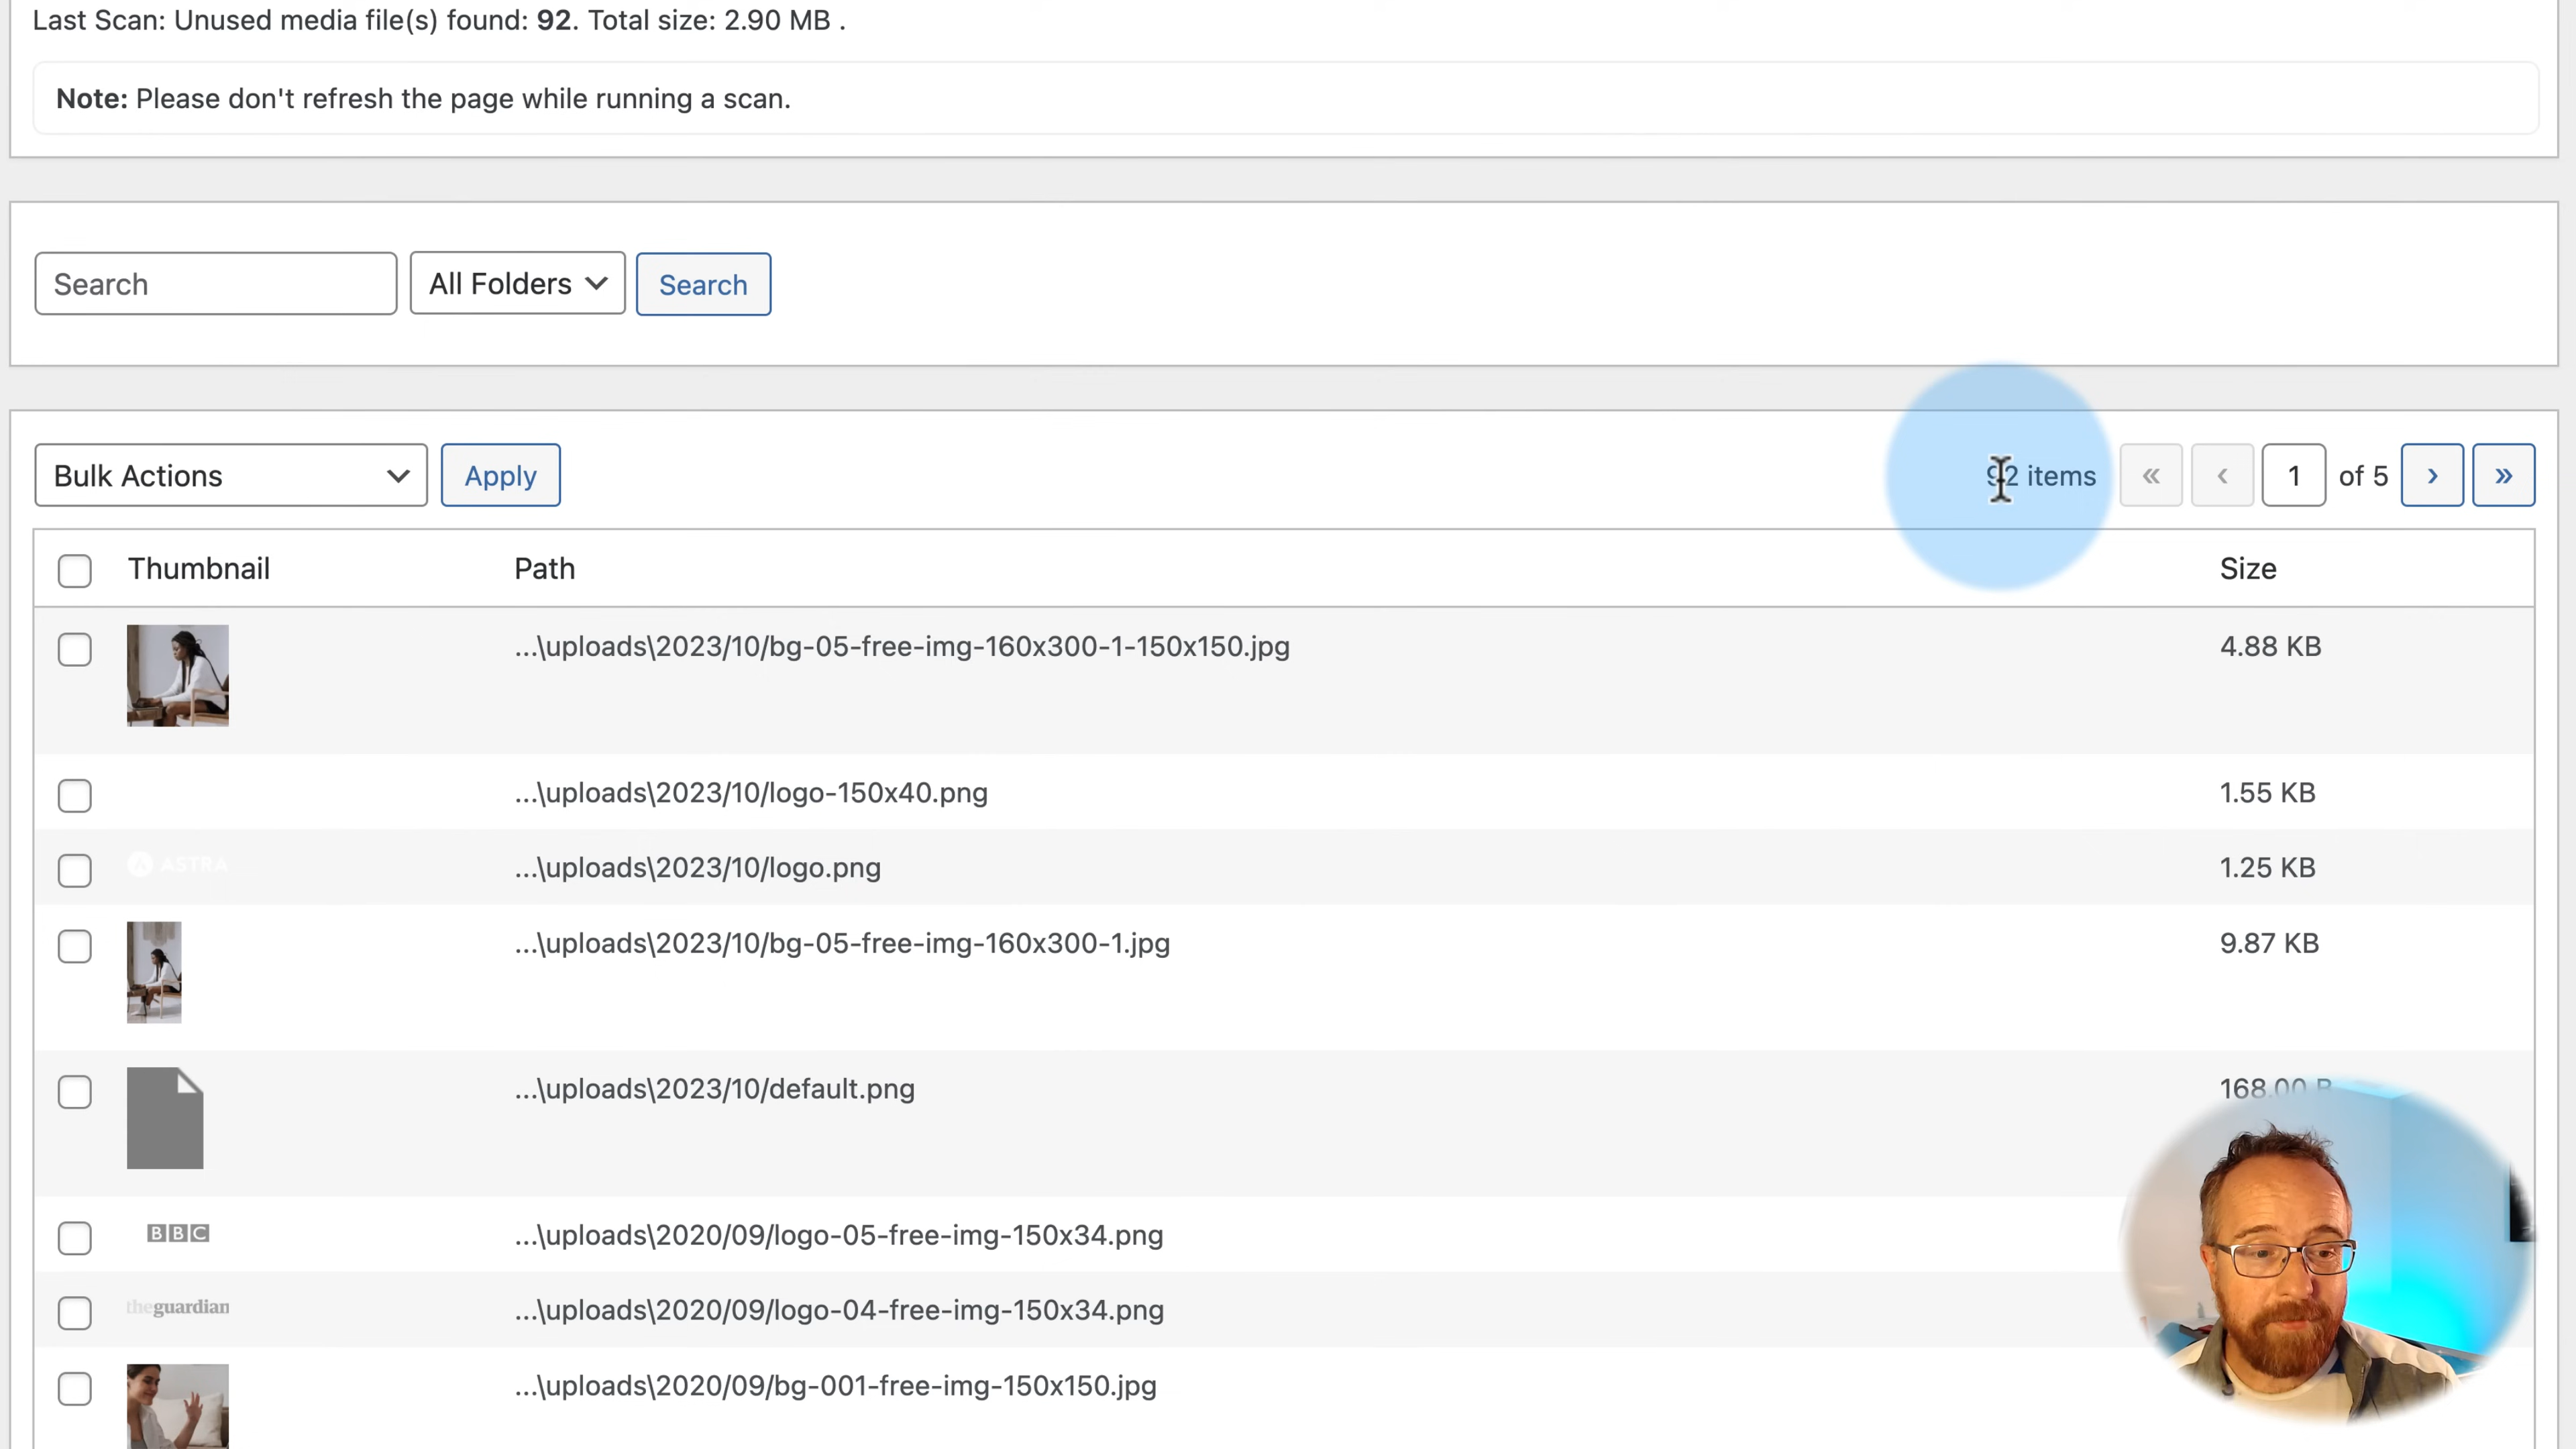 Last Scan: Unused media file(s) found: 92. Total size: 2.90 MB .
Note: Please don't refresh the page while running a scan.
Search All Folders Search
Bulk Actions Apply 92 items « ‹ 1 of 5 › »
Thumbnail Path Size
...\uploads\2023/10/bg-05-free-img-160x300-1-150x150.jpg 4.88 KB
...\uploads\2023/10/logo-150x40.png 1.55 KB
ASTRA ...\uploads\2023/10/logo.png 1.25 KB
...\uploads\2023/10/bg-05-free-img-160x300-1.jpg 9.87 KB
...\uploads\2023/10/default.png 168.00 B
BBC ...\uploads\2020/09/logo-05-free-img-150x34.png
theguardian ...\uploads\2020/09/logo-04-free-img-150x34.png
...\uploads\2020/09/bg-001-free-img-150x150.jpg